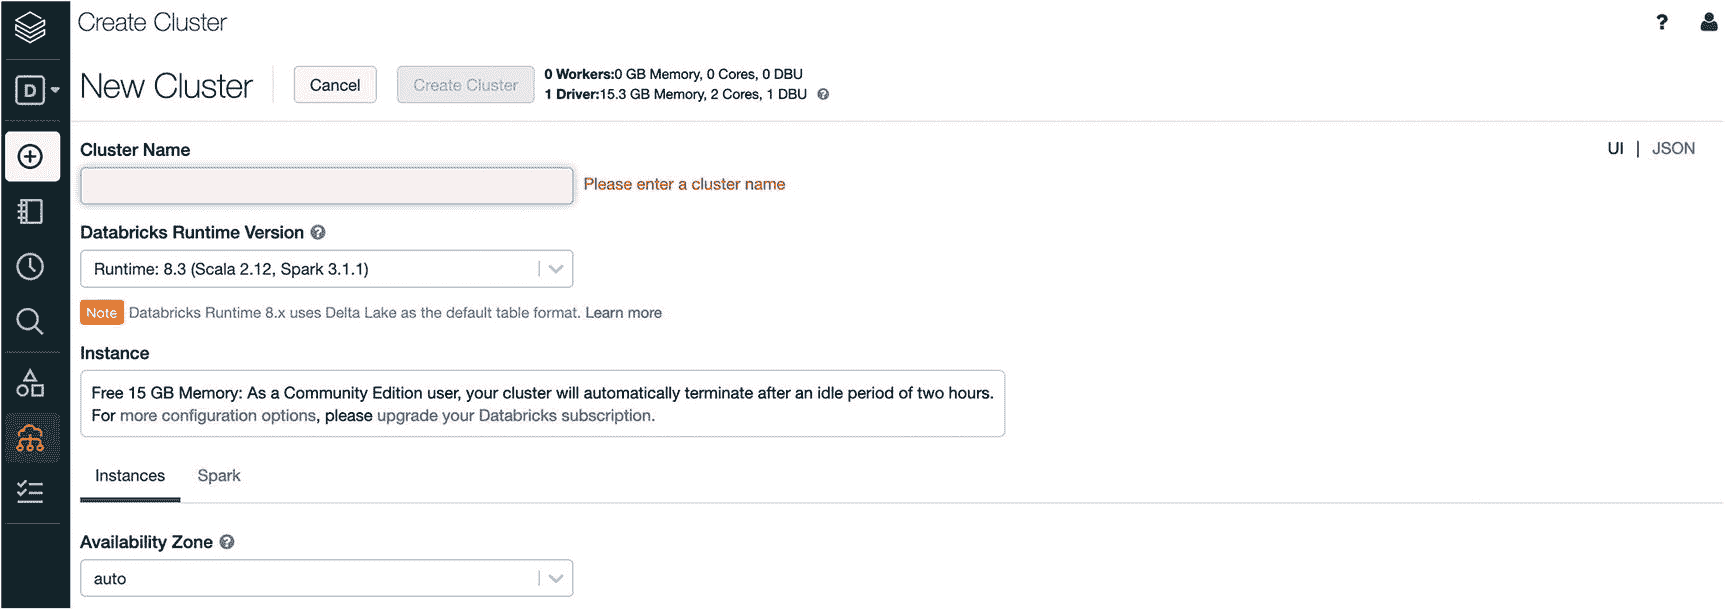 Create Cluster
?
D
New Cluster
Cancel
Create Cluster
0 Workers:0 GB Memory, 0 Cores, 0 DBU
1 Driver:15.3 GB Memory, 2 Cores, 1 DBU ?
Cluster Name
UI | JSON
Please enter a cluster name
Databricks Runtime Version ?
Runtime: 8.3 (Scala 2.12, Spark 3.1.1)
Note Databricks Runtime 8.x uses Delta Lake as the default table format. Learn more
Instance
Free 15 GB Memory: As a Community Edition user, your cluster will automatically terminate after an idle period of two hours.
For more configuration options, please upgrade your Databricks subscription.
Instances
Spark
Availability Zone ?
auto